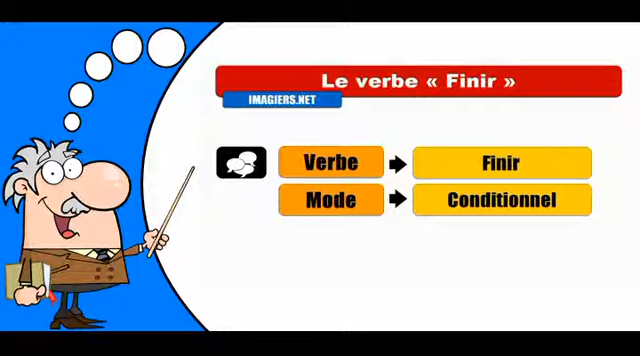 Le verbe « Finir »
IMAGIERS.NET
Verbe Finir
Mode Conditionnel